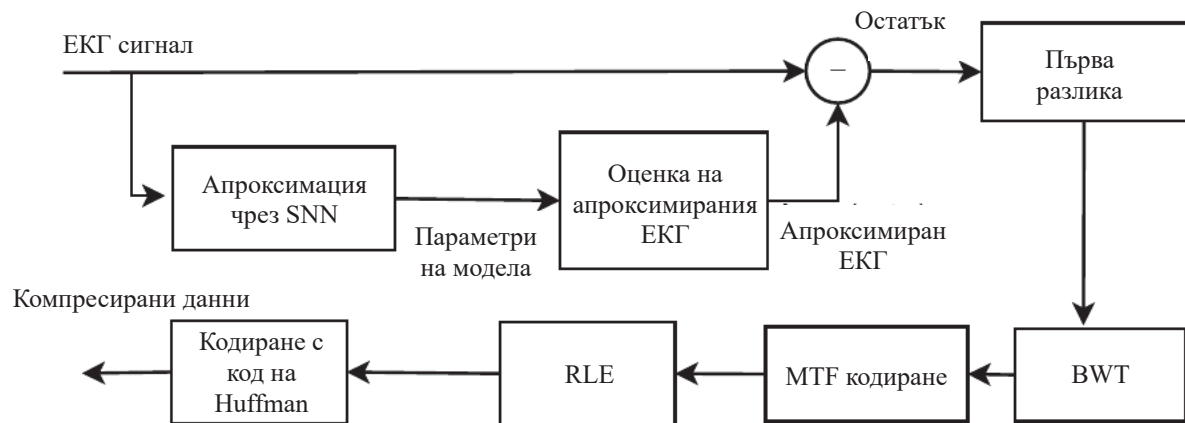 ЕКГ сигнал
Остатък
–
Първа
разлика
Апроксимация
чрез SNN
Параметри
на модела
Оценка на
апроксимирания
ЕКГ
Апроксимиран
ЕКГ
Компресирани данни
Кодиране с
код на
Huffman
RLE
MTF кодиране
BWT